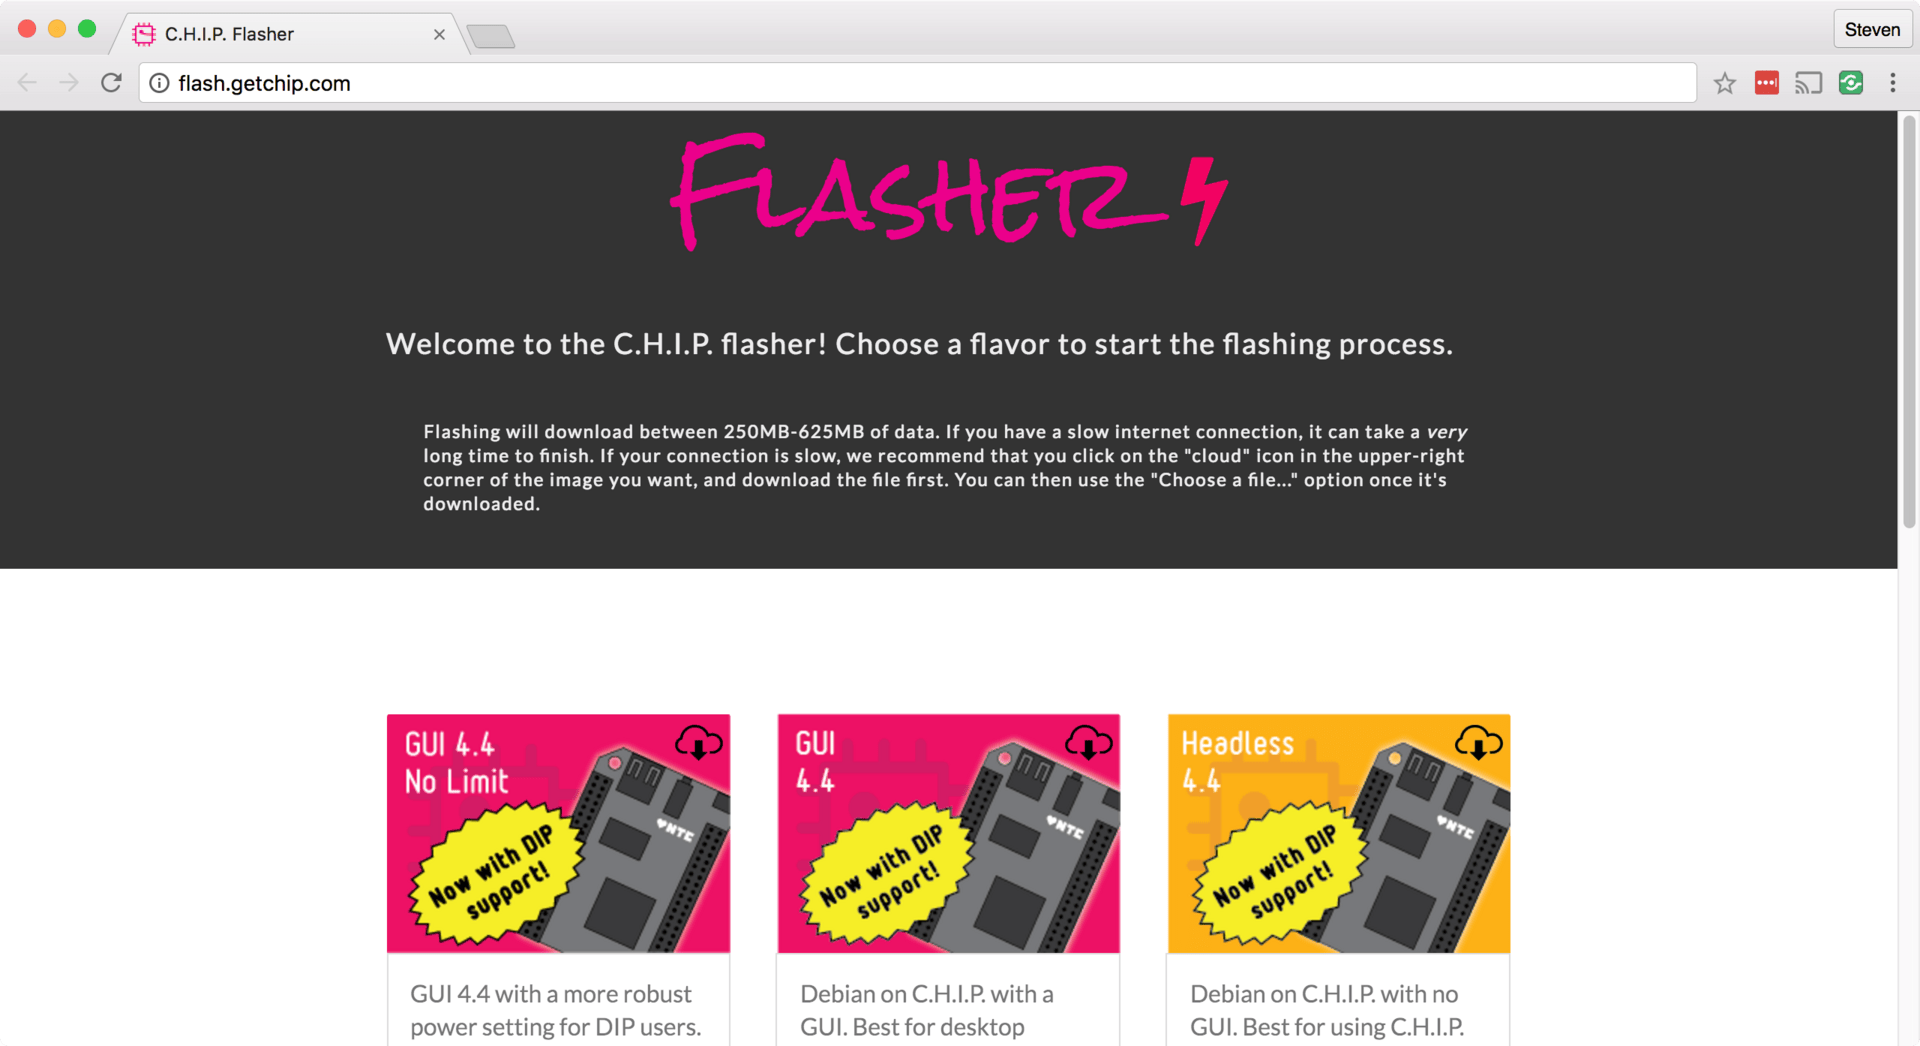 C.H.I.P. Flasher
Steven
flash.getchip.com
FLASHER
Welcome to the C.H.I.P. flasher! Choose a flavor to start the flashing process.
Flashing will download between 250MB-625MB of data. If you have a slow internet connection, it can take a very
long time to finish. If your connection is slow, we recommend that you click on the "cloud" icon in the upper-right
corner of the image you want, and download the file first. You can then use the "Choose a file..." option once it's
downloaded.
GUI 4.4
No Limit
NTC
Now with DIP
support!
GUI 4.4 with a more robust
power setting for DIP users.
GUI
4.4
NTC
Now with DIP
support!
Debian on C.H.I.P. with a
GUI. Best for desktop
Headless
4.4
NTC
Now with DIP
support!
Debian on C.H.I.P. with no
GUI. Best for using C.H.I.P.